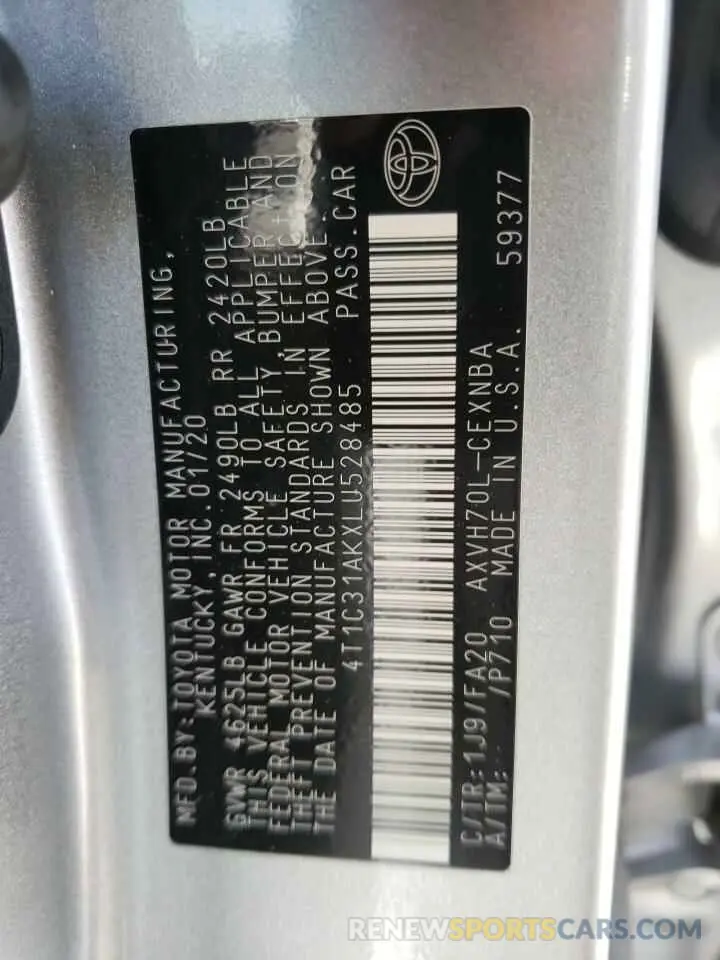 MFD.BY:TOYOTA MOTOR MANUFACTURING,
KENTUCKY, INC.01/20
GVWR 4625LB GAWR FR 2490LB RR 2420LB
THIS VEHICLE CONFORMS TO ALL APPLICABLE
FEDERAL MOTOR VEHICLE SAFETY, BUMPER AND
THEFT PREVENTION STANDARDS IN EFFECT ON
THE DATE OF MANUFACTURE SHOWN ABOVE.
4T1C31AKXLU528485 PASS.CAR
C/TR:1J9/FA20 AXVH70L-CEXNBA
A/TM: /P710 MADE IN U.S.A. 59377
RENEWSPORTSCARS.COM